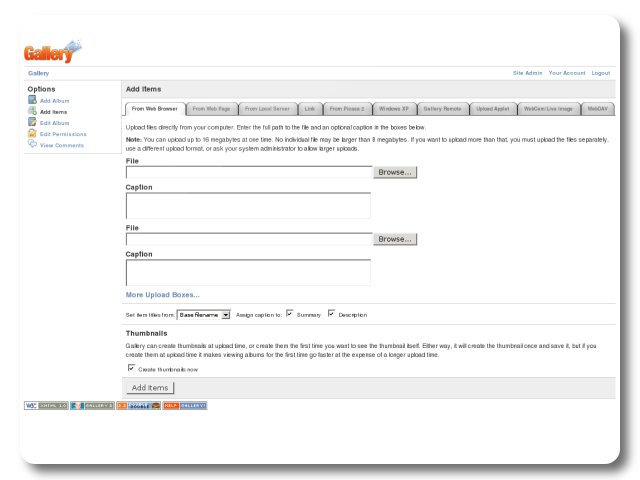 Gallery
Gallery
Site Admin Your Account Logout
Options
Add Album
Add Items
Edit Album
Edit Permissions
View Comments
Add Items
From Web Browser From Web Page From Local Server Link From Picasa 2 Windows XP Gallery Remote Upload Applet WebCam/Live Image WebDAV
Upload files directly from your computer. Enter the full path to the file and an optional caption in the boxes below.
Note: You can upload up to 16 megabytes at one time. No individual file may be larger than 8 megabytes. If you want to upload more than that, you must upload the files separately,
use a different upload format, or ask your system administrator to allow larger uploads.
File
Browse...
Caption
File
Browse...
Caption
More Upload Boxes...
Set item titles from: Base filename Assign caption to: Summary Description
Thumbnails
Gallery can create thumbnails at upload time, or create them the first time you want to see the thumbnail itself. Either way, it will create the thumbnail once and save it, but if you
create them at upload time it makes viewing albums for the first time go faster at the expense of a longer upload time.
Create thumbnails now
Add Items
W3C XHTML 1.0 GALLERY 2 DONATE HELP GALLERY2